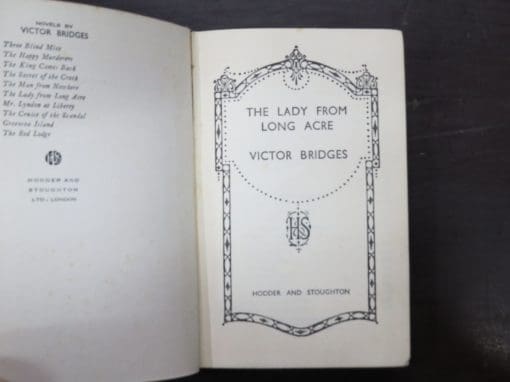 NOVELS BY
VICTOR BRIDGES
Three Blind Mice
The Happy Murderers
The King Comes Back
The Secret of the Creek
The Man from Nowhere
The Lady from Long Acre
Mr. Lyndon at Liberty
The Cruise of the Scandal
Greensea Island
The Red Lodge
HODDER AND
STOUGHTON
LTD., LONDON
THE LADY FROM
LONG ACRE
VICTOR BRIDGES
HS
HODDER AND STOUGHTON